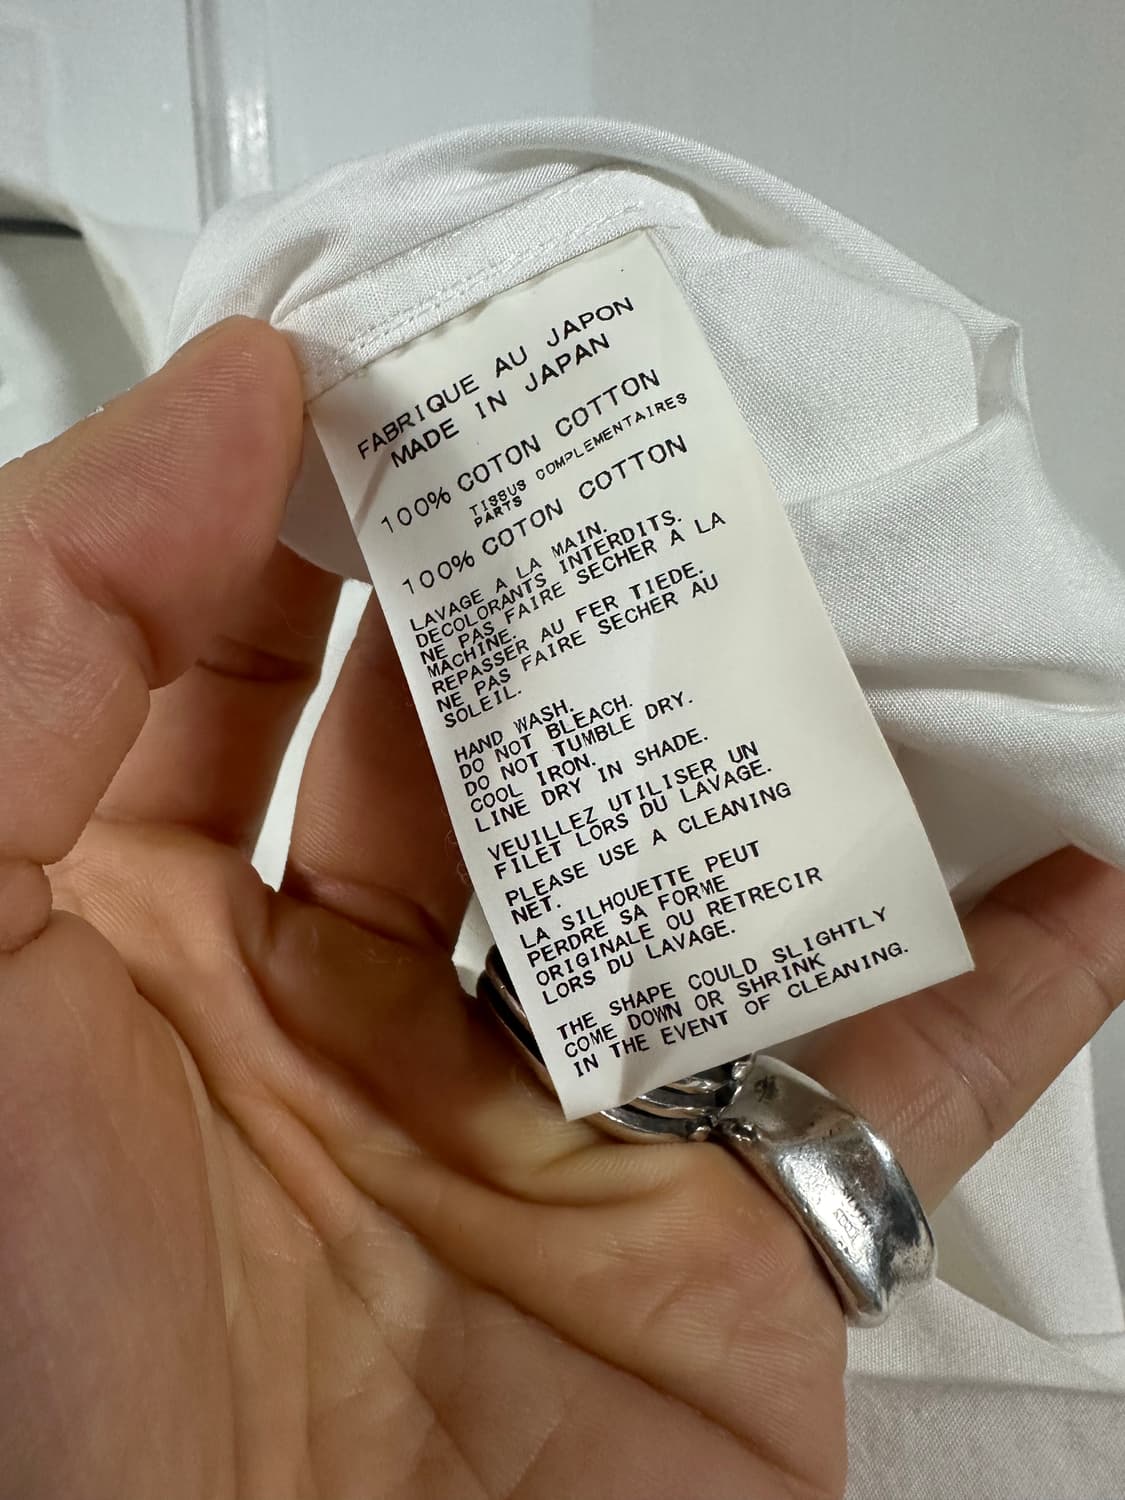 FABRIQUE AU JAPON
MADE IN JAPAN
100% COTON COTTON
TISSUS COMPLEMENTAIRES
PARTS
100% COTON COTTON
LAVAGE A LA MAIN.
DECOLORANTS INTERDITS.
NE PAS FAIRE SECHER A LA
MACHINE.
REPASSER AU FER TIEDE.
NE PAS FAIRE SECHER AU
SOLEIL.
HAND WASH.
DO NOT BLEACH.
DO NOT TUMBLE DRY.
COOL IRON.
LINE DRY IN SHADE.
VEUILLEZ UTILISER UN
FILET LORS DU LAVAGE.
PLEASE USE A CLEANING
NET.
LA SILHOUETTE PEUT
PERDRE SA FORME
ORIGINALE OU RETRECIR
LORS DU LAVAGE.
THE SHAPE COULD SLIGHTLY
COME DOWN OR SHRINK
IN THE EVENT OF CLEANING.